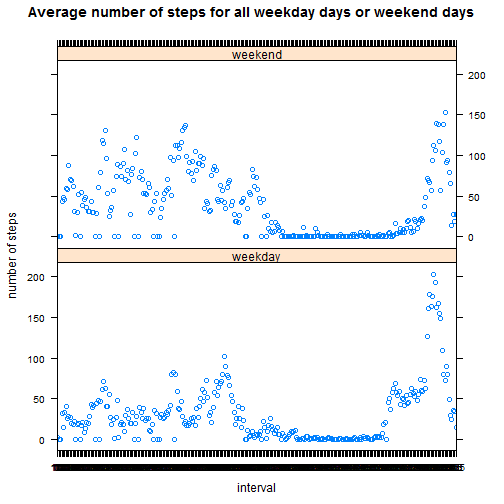 Average number of steps for all weekday days or weekend days
weekend
200
150
100
50
0
number of steps
weekday
200
150
100
50
0
interval